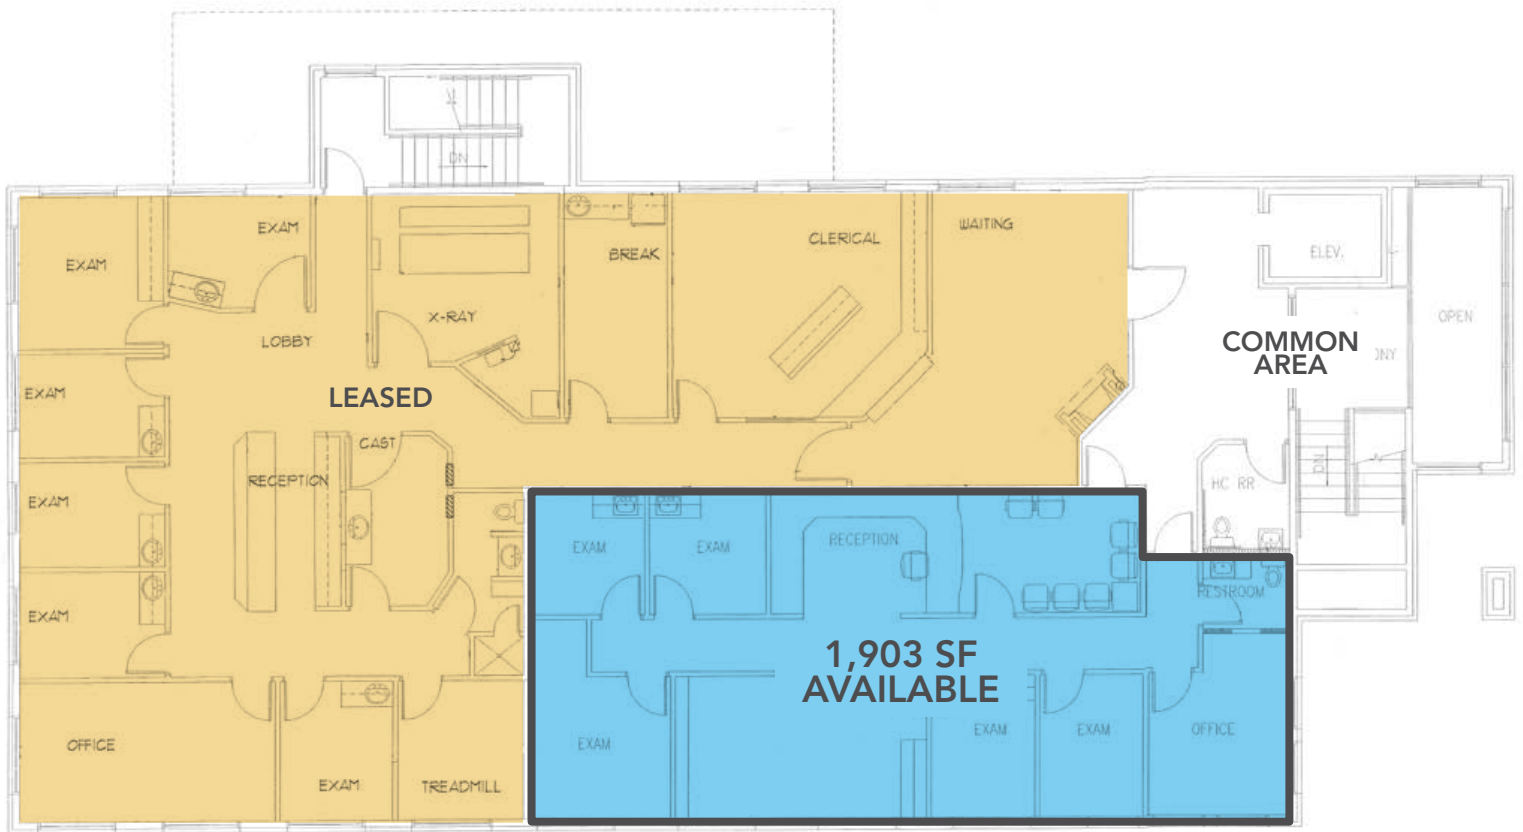 DN
EXAM
WAITING
CLERICAL
BREAK
ELEV.
EXAM
X-RAY
OPEN
LOBBY
COMMON
AREA
ONY
EXAM
LEASED
CAST
DN
RECEPTION
HC RR
EXAM
RECEPTION
EXAM
EXAM
RESTROOM
EXAM
1,903 SF
AVAILABLE
OFFICE
EXAM
EXAM
EXAM
OFFICE
EXAM
TREADMILL